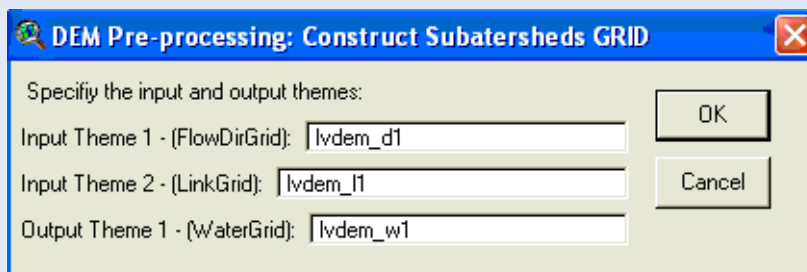 DEM Pre-processing: Construct Subatersheds GRID
Specifiy the input and output themes:
Input Theme 1 - (FlowDirGrid): lvdem_d1
Input Theme 2 - (LinkGrid): lvdem_l1
Output Theme 1 - (WaterGrid): lvdem_w1
OK
Cancel